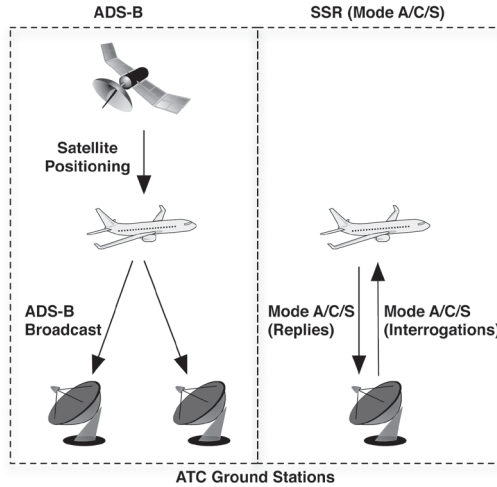 ADS-B
SSR (Mode A/C/S)
Satellite
Positioning
ADS-B
Broadcast
Mode A/C/S
(Replies)
Mode A/C/S
(Interrogations)
ATC Ground Stations